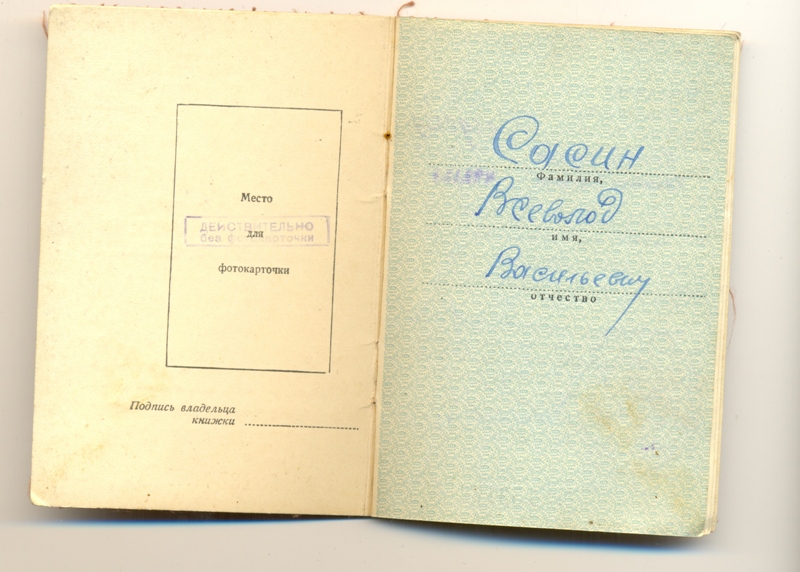 Место
ДЕЙСТВИТЕЛЬНО
для
без фотокарточки
фотокарточки
Подпись владельца
книжки
Сасин
Фамилия,
Всеволод
имя,
Васильевич
отчество